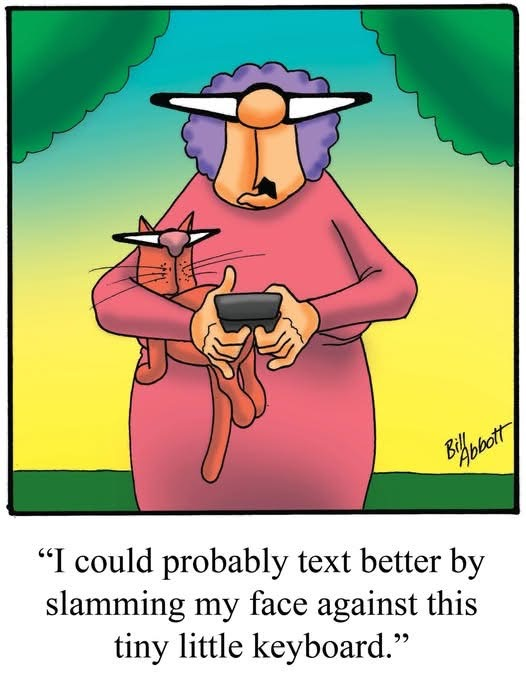 Bill
Abbott
“I could probably text better by
slamming my face against this
tiny little keyboard.”